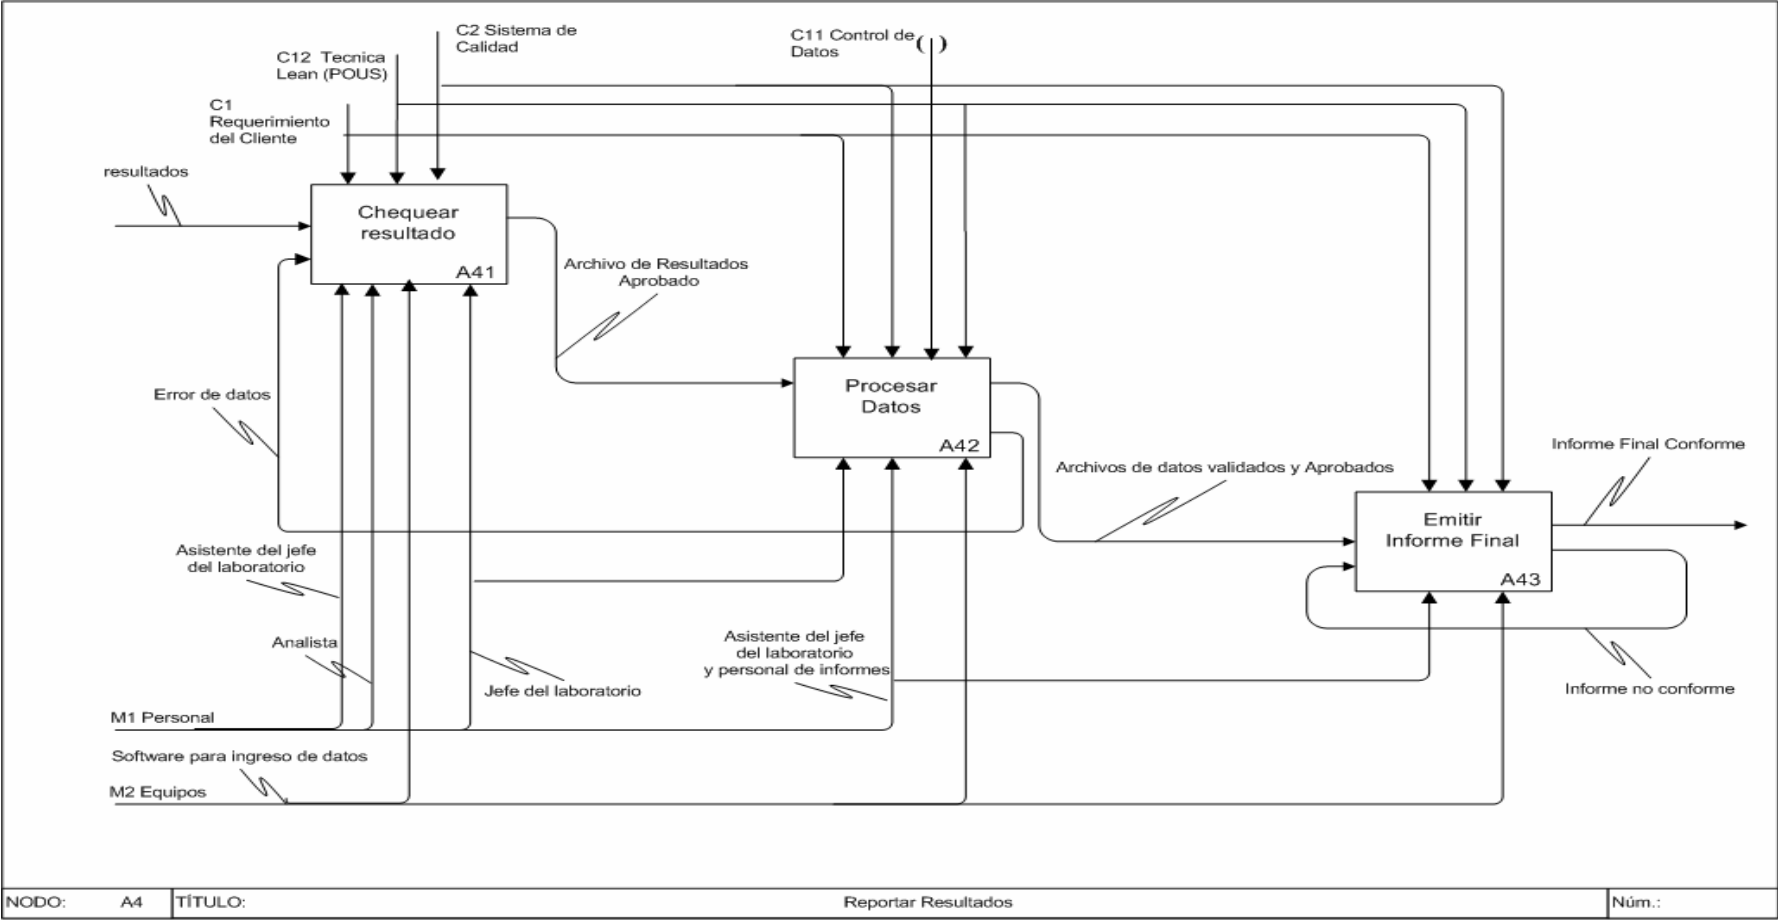 C2 Sistema de
Calidad
C11 Control de
Datos
( )
C12 Tecnica
Lean (POUS)
C1
Requerimiento
del Cliente
resultados
Chequear
resultado
A41
Archivo de Resultados
Aprobado
Error de datos
Procesar
Datos
A42
Archivos de datos validados y Aprobados
Informe Final Conforme
Emitir
Informe Final
A43
Asistente del jefe
del laboratorio
Analista
Jefe del laboratorio
Asistente del jefe
del laboratorio
y personal de informes
Informe no conforme
M1 Personal
Software para ingreso de datos
M2 Equipos
NODO: A4 TÍTULO: Reportar Resultados Núm.: